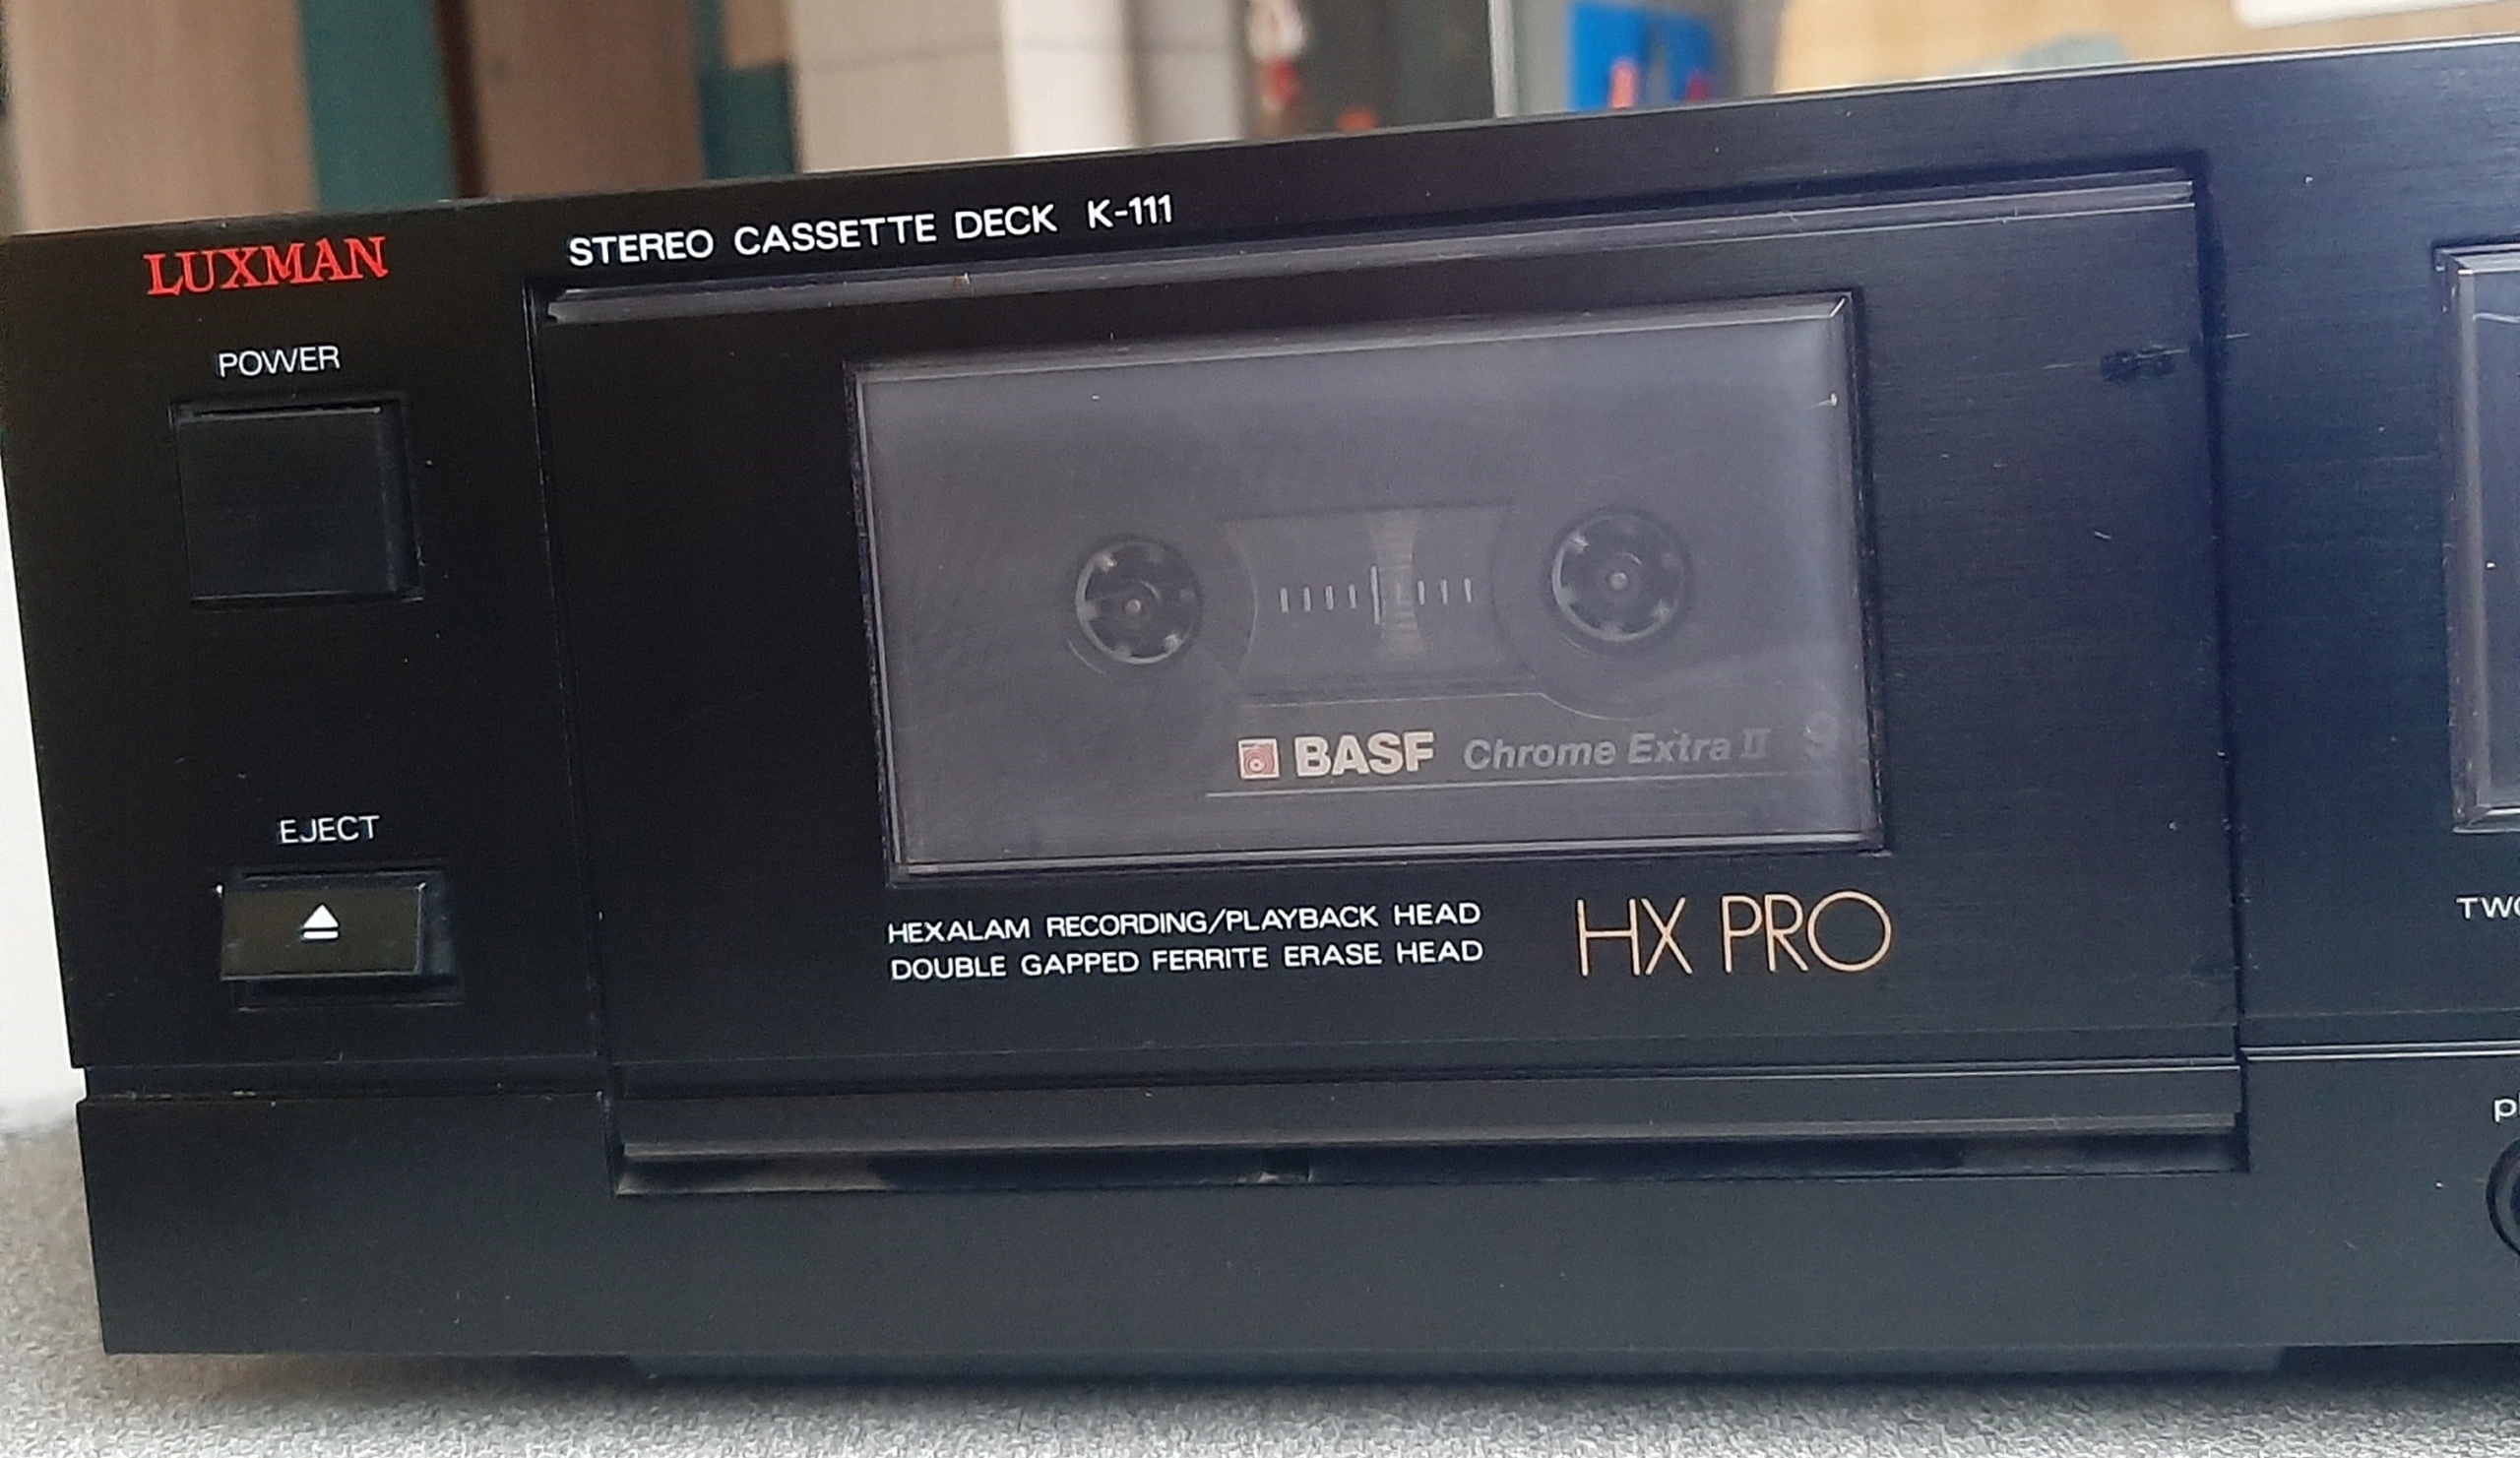 LUXMAN
STEREO CASSETTE DECK K-111
POWER
BASF Chrome Extra II
EJECT
HEXALAM RECORDING/PLAYBACK HEAD
DOUBLE GAPPED FERRITE ERASE HEAD
HX PRO